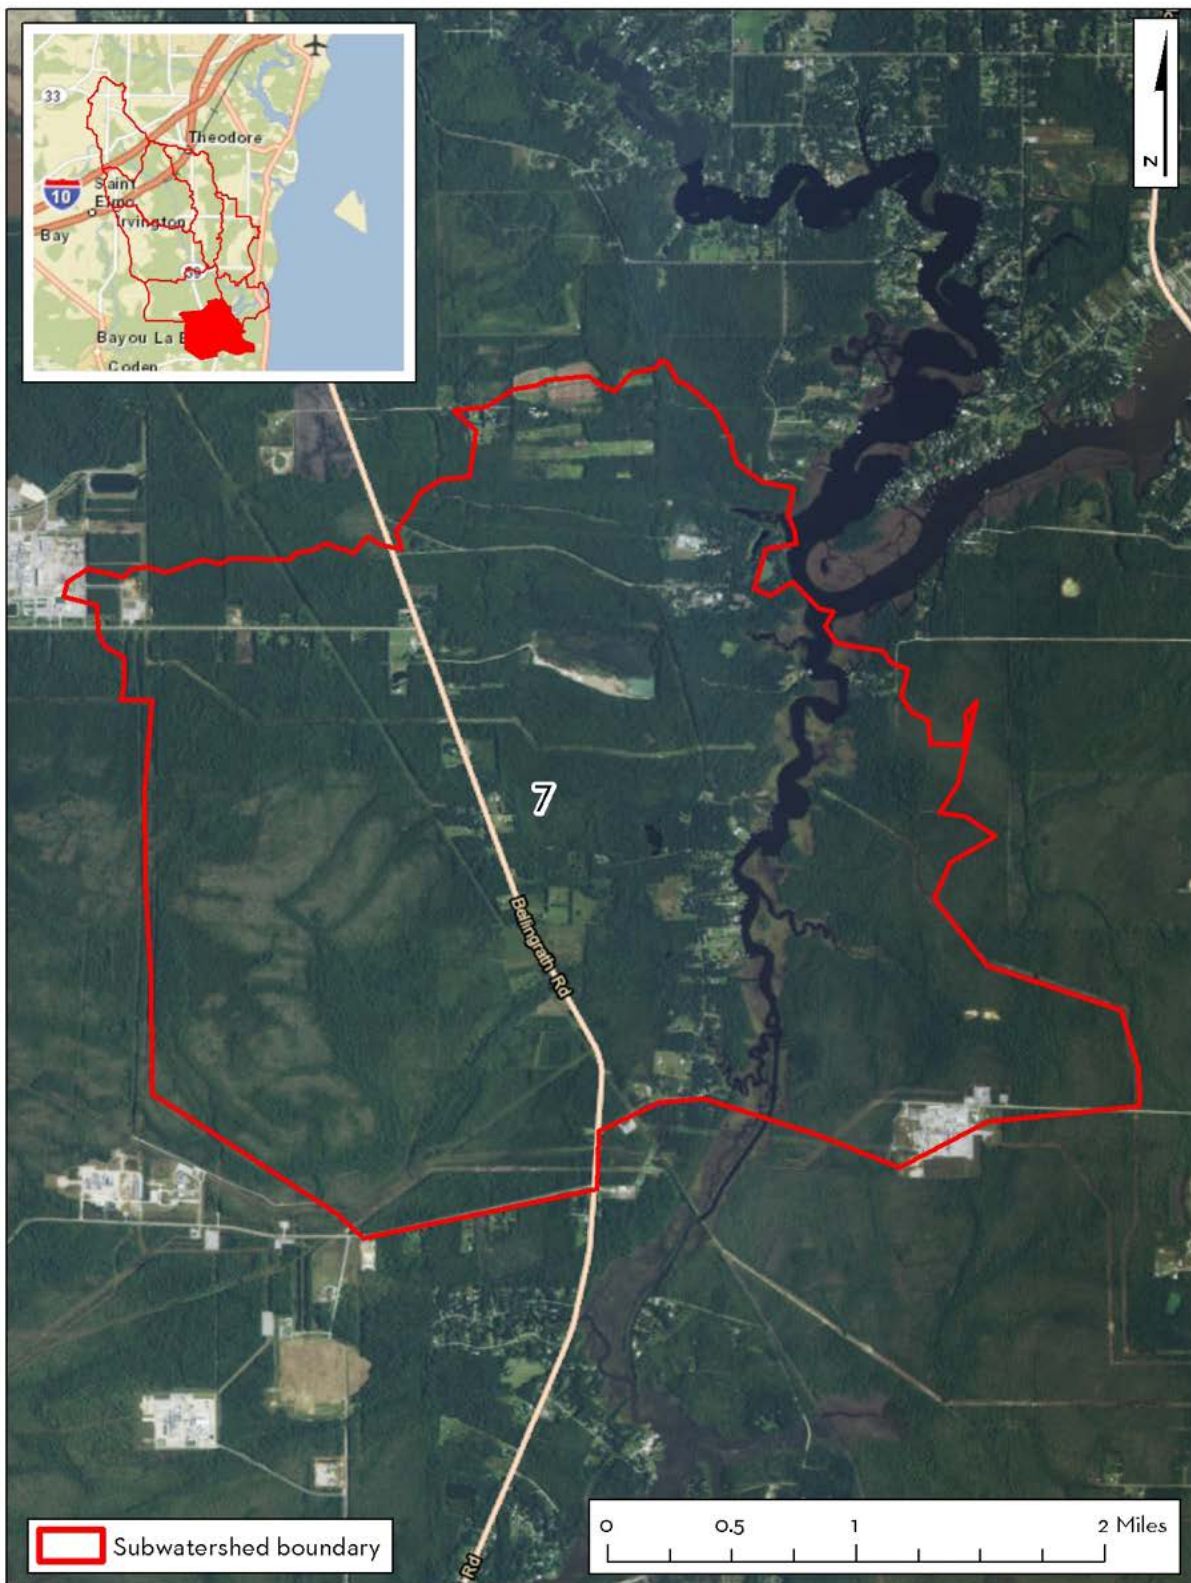 33
Theodore
Saint
Elmo
10
Irvington
Bay
59
Bayou La B
Coden
N
7
Bellingrath Rd
Rd
Subwatershed boundary
0 0.5 1 2 Miles